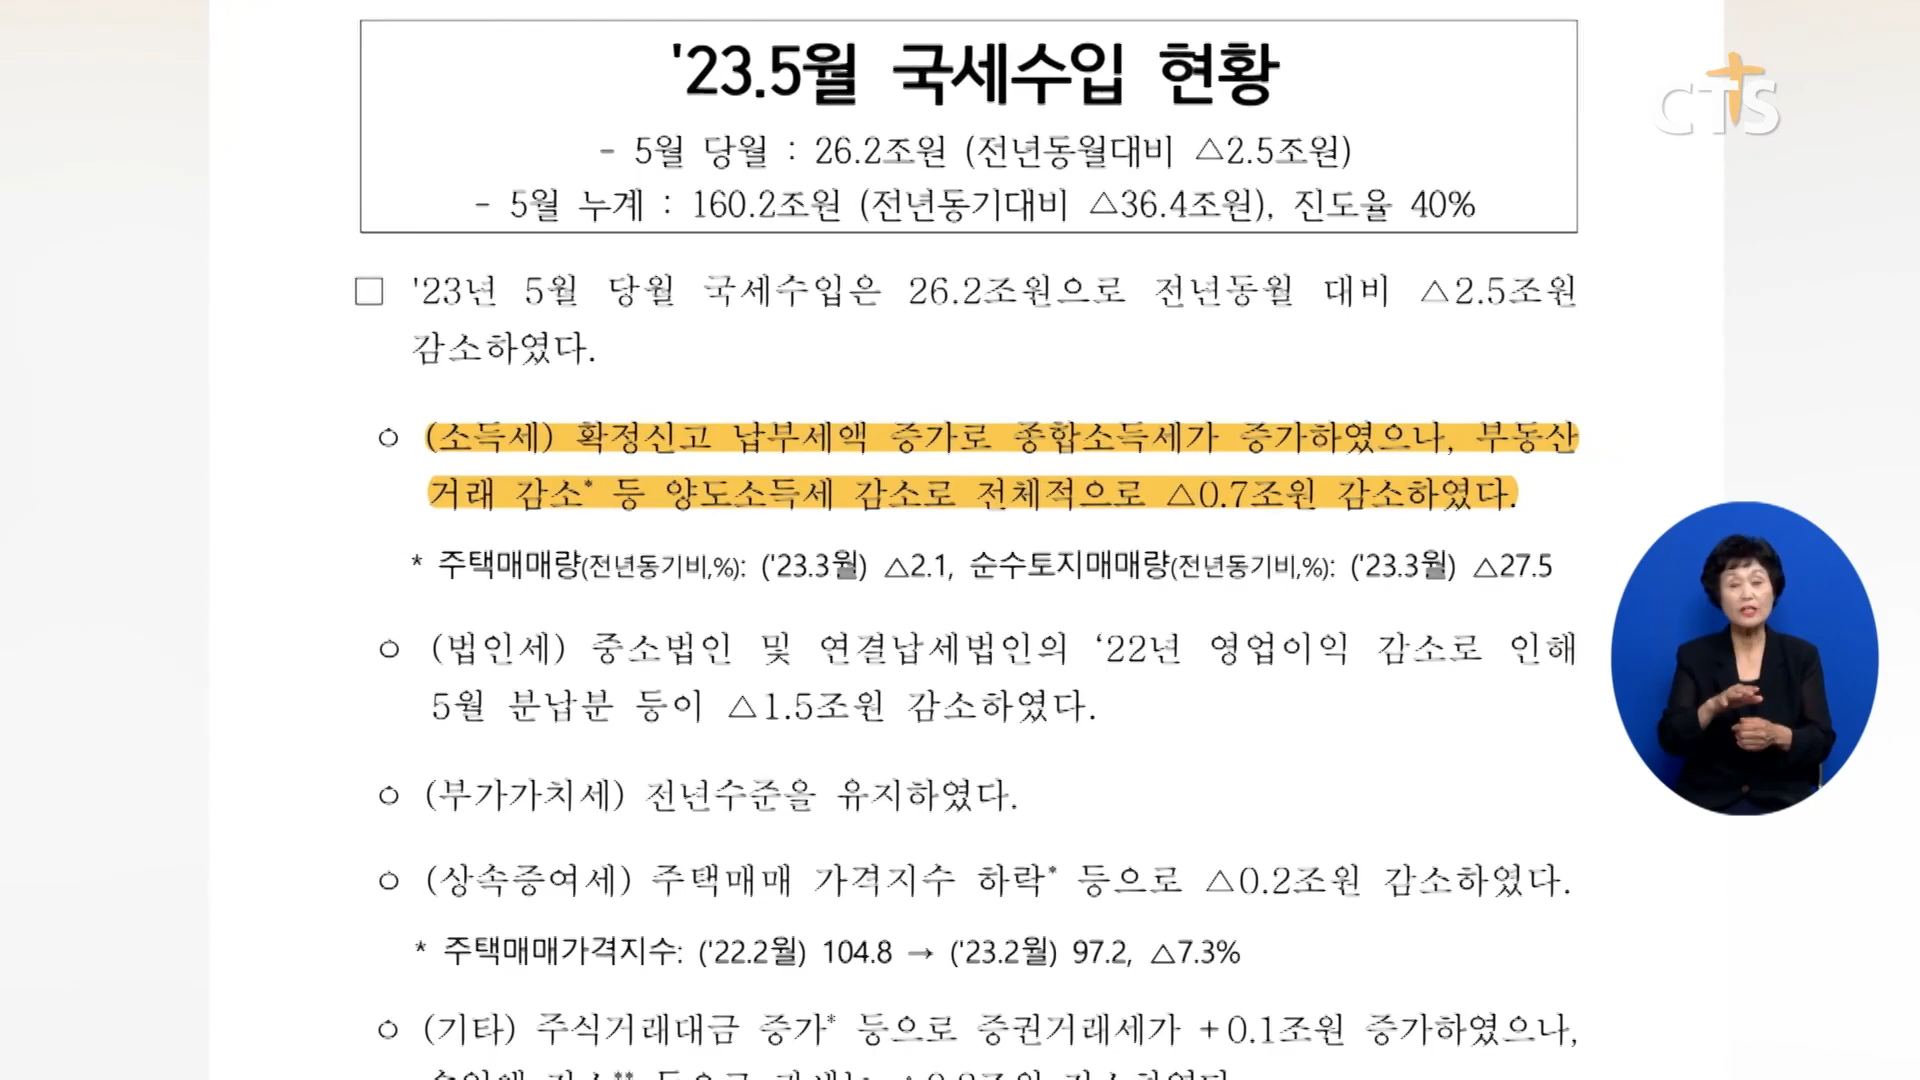 '23.5월 국세수입 현황
- 5월 당월 : 26.2조원 (전년동월대비 △2.5조원)
- 5월 누계 : 160.2조원 (전년동기대비 △36.4조원), 진도율 40%
CTS
□ '23년 5월 당월 국세수입은 26.2조원으로 전년동월 대비 △2.5조원
감소하였다.
○ (소득세) 확정신고 납부세액 증가로 종합소득세가 증가하였으나, 부동산
거래 감소* 등 양도소득세 감소로 전체적으로 △0.7조원 감소하였다.
* 주택매매량(전년동기비,%): ('23.3월) △2.1, 순수토지매매량(전년동기비,%): ('23.3월) △27.5
○ (법인세) 중소법인 및 연결납세법인의 ‘22년 영업이익 감소로 인해
5월 분납분 등이 △1.5조원 감소하였다.
○ (부가가치세) 전년수준을 유지하였다.
○ (상속증여세) 주택매매 가격지수 하락* 등으로 △0.2조원 감소하였다.
* 주택매매가격지수: ('22.2월) 104.8 → ('23.2월) 97.2, △7.3%
○ (기타) 주식거래대금 증가* 등으로 증권거래세가 +0.1조원 증가하였으나,